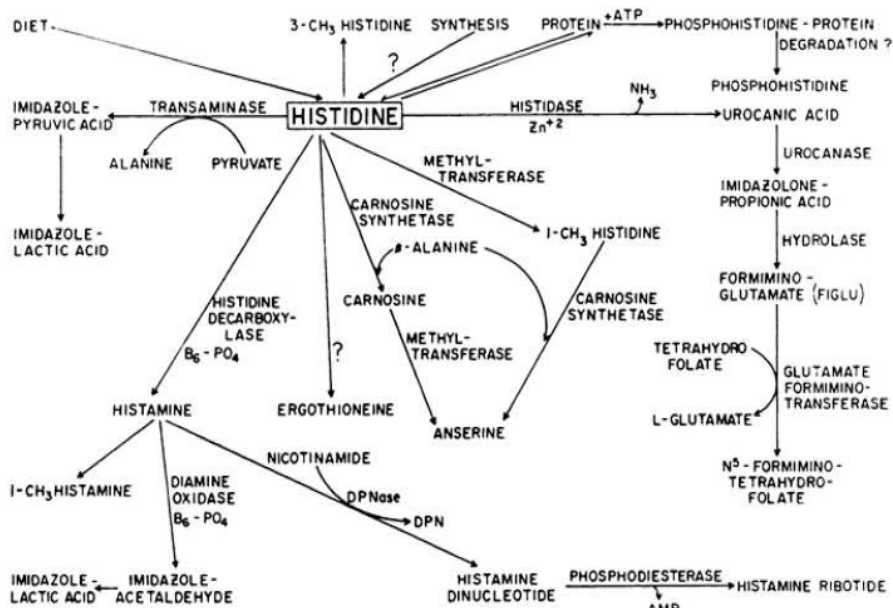 DIET
3-CH3 HISTIDINE
SYNTHESIS
PROTEIN
+ATP
PHOSPHOHISTIDINE - PROTEIN
DEGRADATION ?
?
PHOSPHOHISTIDINE
IMIDAZOLE -
PYRUVIC ACID
TRANSAMINASE
HISTIDINE
HISTIDASE
Zn+2
NH3
UROCANIC ACID
ALANINE
PYRUVATE
METHYL-
TRANSFERASE
UROCANASE
IMIDAZOLONE -
PROPIONIC ACID
CARNOSINE
SYNTHETASE
IMIDAZOLE -
LACTIC ACID
1-CH3 HISTIDINE
HYDROLASE
β-ALANINE
FORMIMINO -
GLUTAMATE (FIGLU)
HISTIDINE
DECARBOXY-
LASE
B6 - PO4
CARNOSINE
CARNOSINE
SYNTHETASE
METHYL-
TRANSFERASE
?
TETRAHYDRO
FOLATE
GLUTAMATE
FORMIMINO-
TRANSFERASE
L-GLUTAMATE
HISTAMINE
ERGOTHIONEINE
ANSERINE
NICOTINAMIDE
N5-FORMIMINO-
TETRAHYDRO-
FOLATE
1-CH3 HISTAMINE
DIAMINE
OXIDASE
B6 - PO4
DPNase
DPN
IMIDAZOLE -
LACTIC ACID
IMIDAZOLE-
ACETALDEHYDE
HISTAMINE
DINUCLEOTIDE
PHOSPHODIESTERASE
HISTAMINE RIBOTIDE
AMP